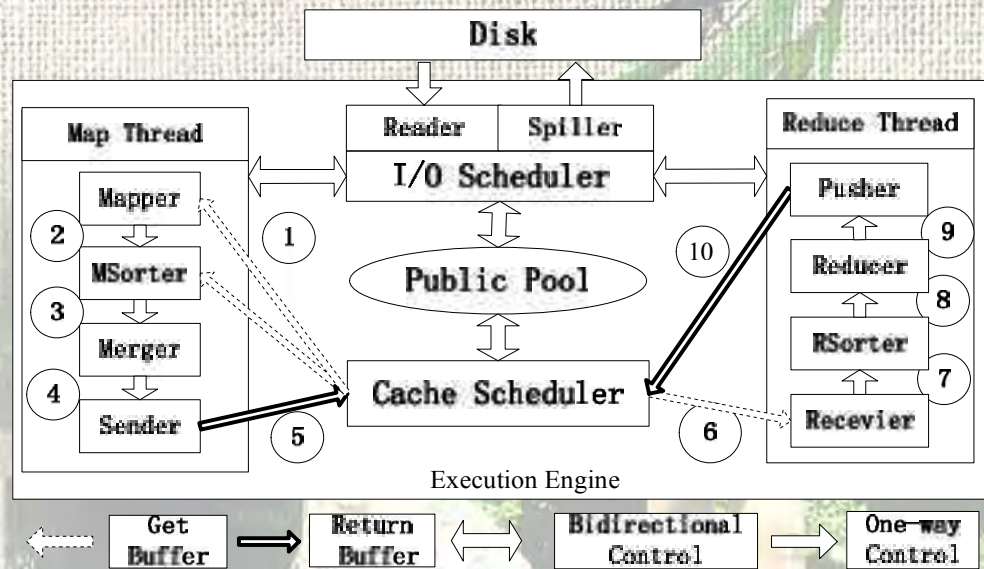 Disk
Map Thread
Reader
Spiller
Reduce Thread
I/O Scheduler
Mapper
Pusher
2
1
10
9
MSorter
Reducer
Public Pool
3
8
Merger
RSorter
4
Cache Scheduler
7
Sender
5
6
Recevier
Execution Engine
Get
Buffer
Return
Buffer
Bidirectional
Control
One-way
Control